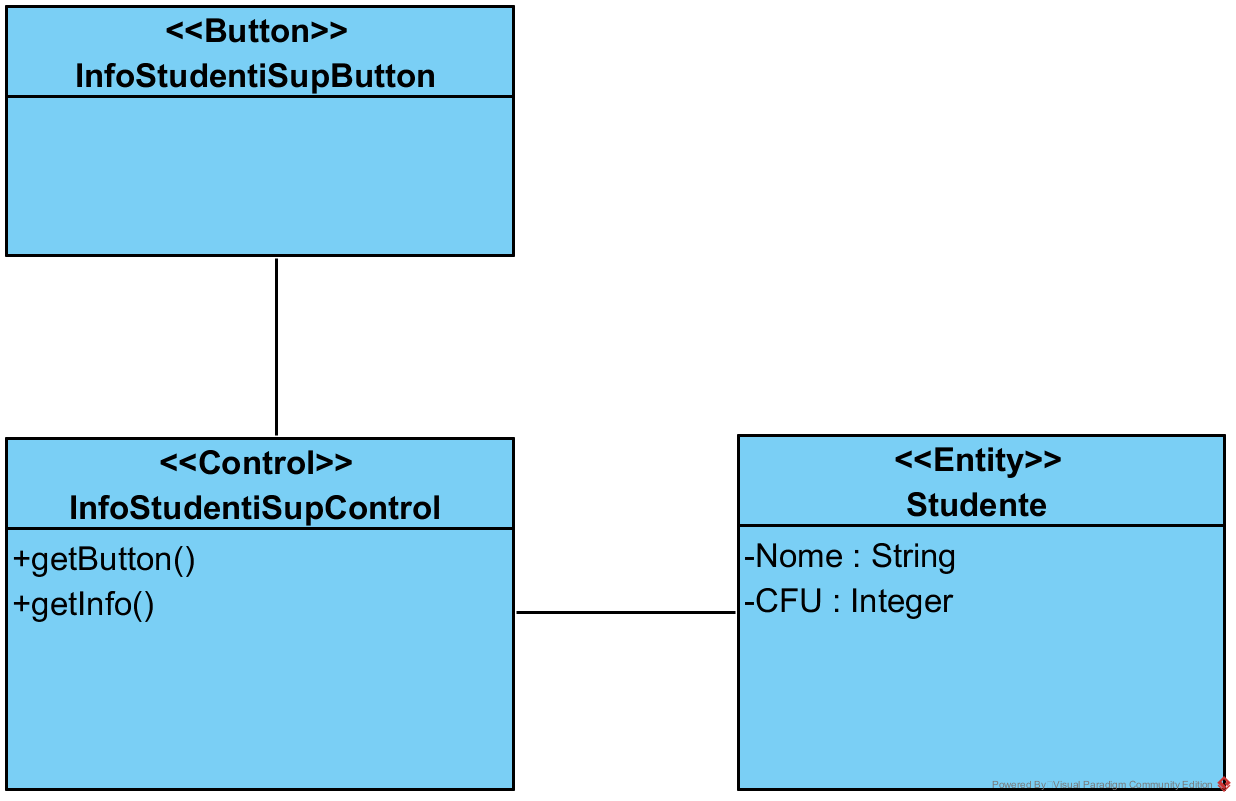 <<Button>>
InfoStudentiSupButton
<<Control>>
InfoStudentiSupControl
+getButton()
+getInfo()
<<Entity>>
Studente
-Nome : String
-CFU : Integer
Powered By Visual Paradigm Community Edition